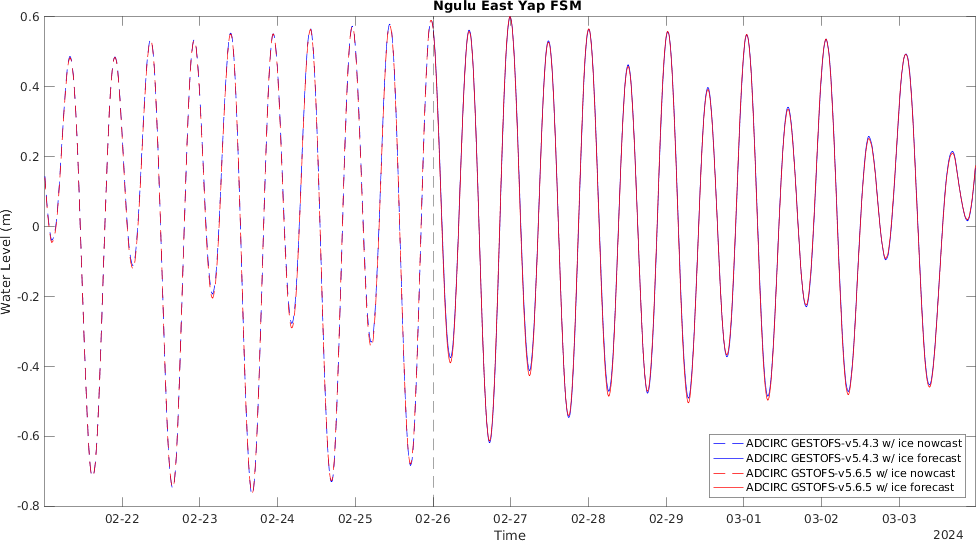 Ngulu East Yap FSM
0.6
0.4
0.2
0
-0.2
-0.4
-0.6
-0.8
Water Level (m)
ADCIRC GESTOFS-v5.4.3 w/ ice nowcast
ADCIRC GESTOFS-v5.4.3 w/ ice forecast
ADCIRC GSTOFS-v5.6.5 w/ ice nowcast
ADCIRC GSTOFS-v5.6.5 w/ ice forecast
02-22 02-23 02-24 02-25 02-26 02-27 02-28 02-29 03-01 03-02 03-03
Time
2024